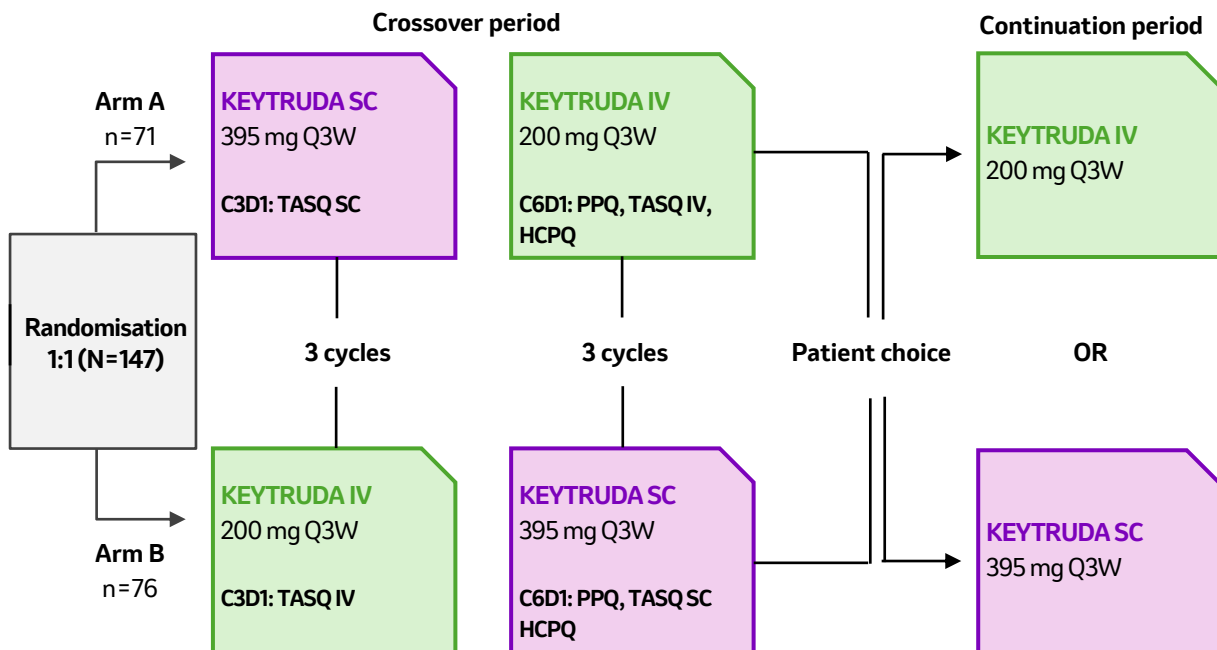 Crossover period
Continuation period
Arm A
n=71
KEYTRUDA SC
395 mg Q3W
C3D1: TASQ SC
KEYTRUDA IV
200 mg Q3W
C6D1: PPQ, TASQ IV,
HCPQ
KEYTRUDA IV
200 mg Q3W
Randomisation
1:1 (N=147)
3 cycles
3 cycles
Patient choice
OR
Arm B
n=76
KEYTRUDA IV
200 mg Q3W
C3D1: TASQ IV
KEYTRUDA SC
395 mg Q3W
C6D1: PPQ, TASQ SC
HCPQ
KEYTRUDA SC
395 mg Q3W